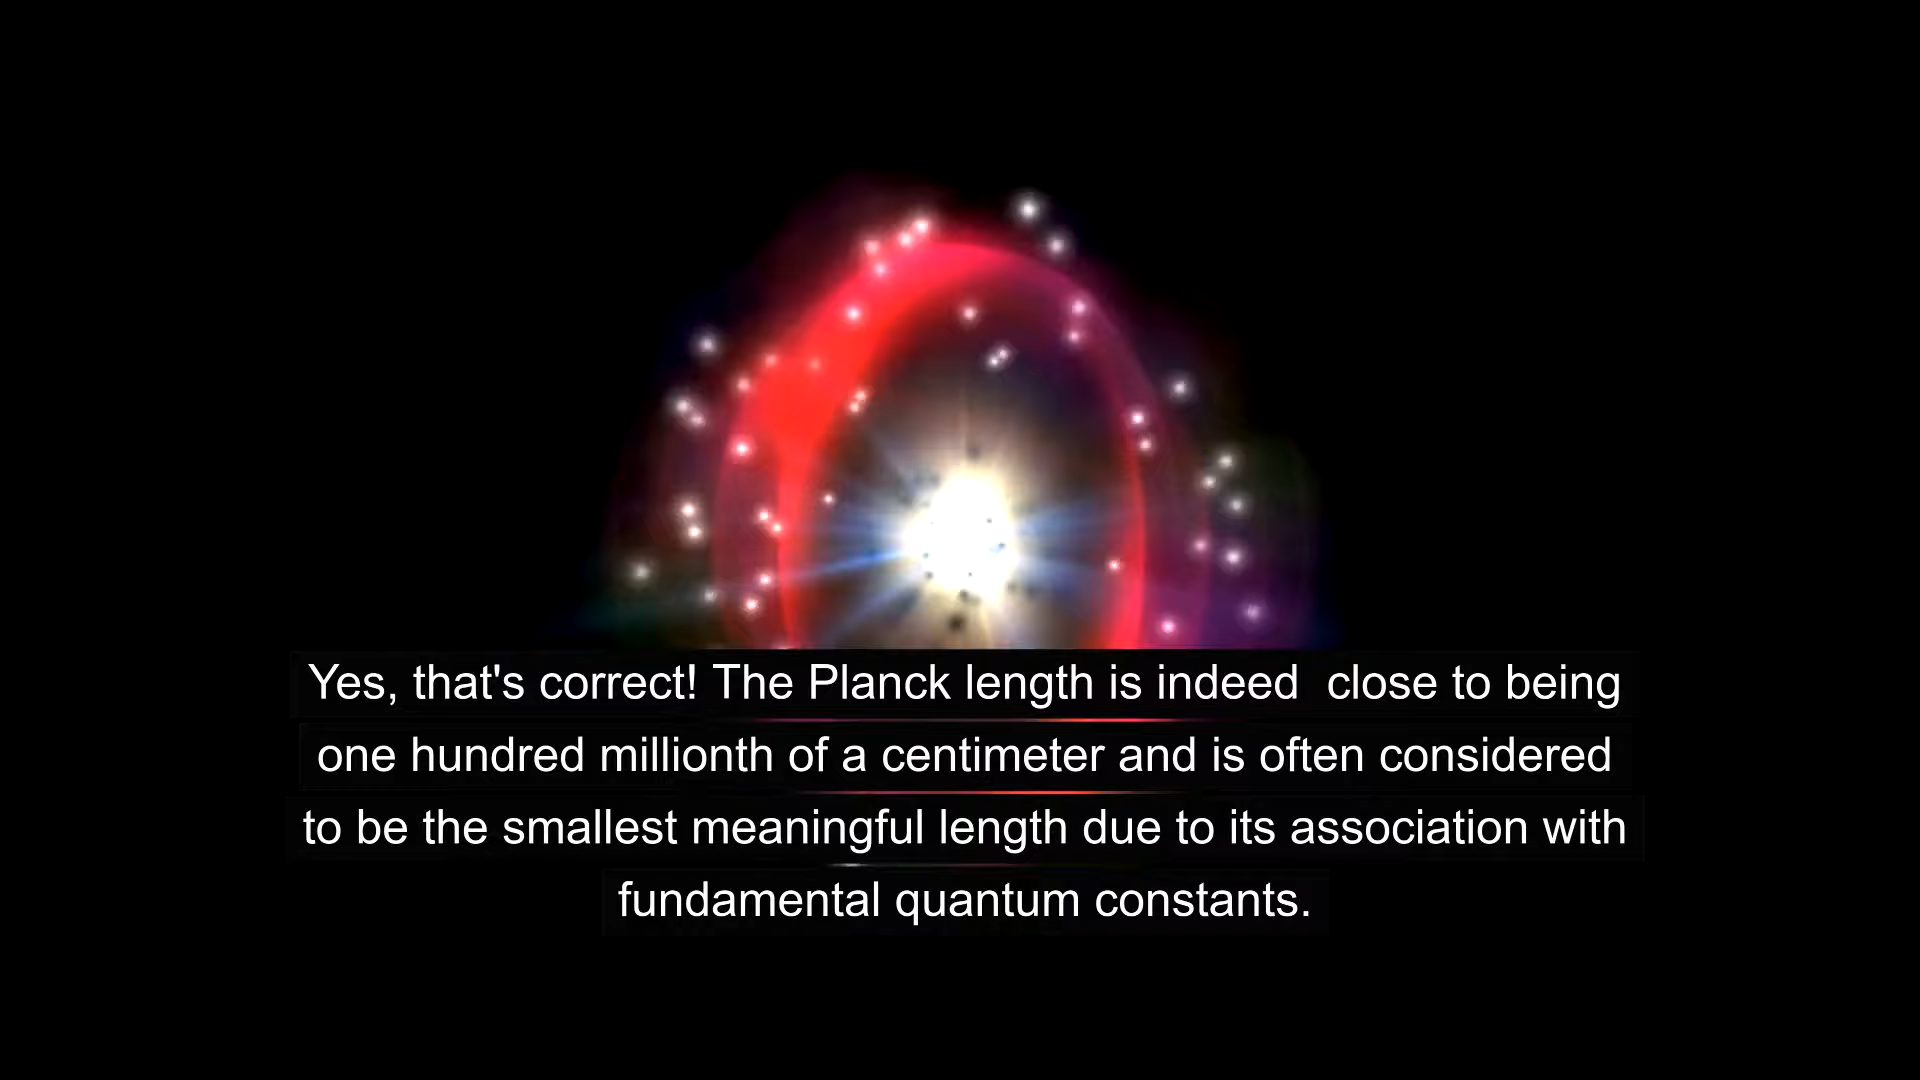 Yes, that's correct! The Planck length is indeed  close to being
one hundred millionth of a centimeter and is often considered
to be the smallest meaningful length due to its association with
fundamental quantum constants.